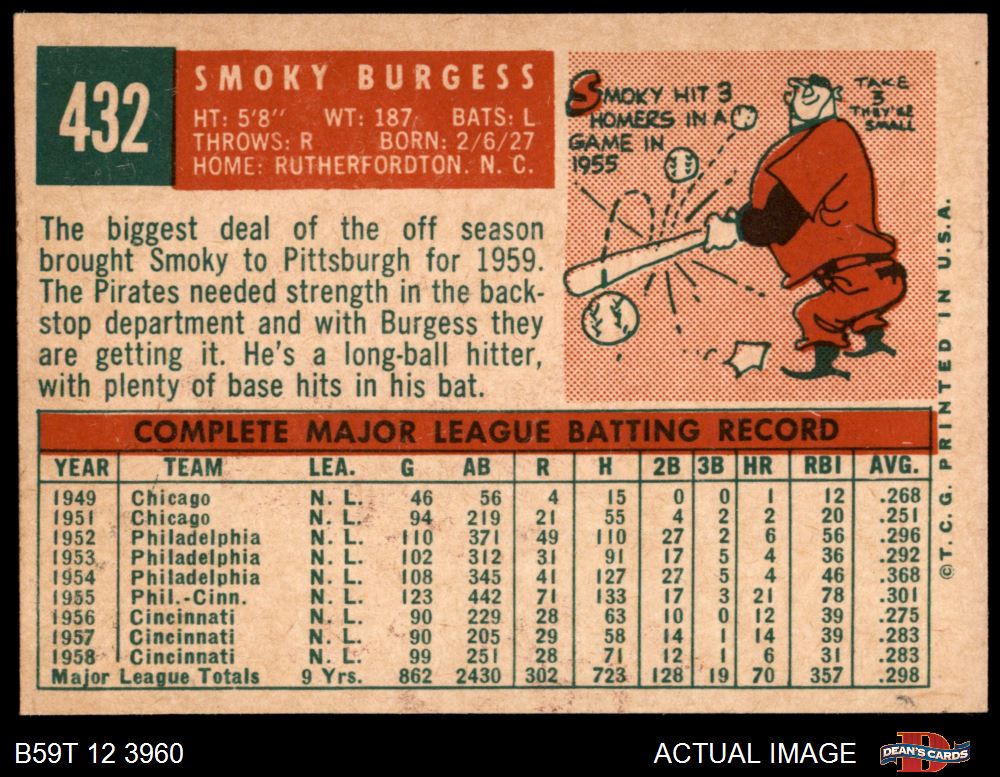 432
SMOKY BURGESS
HT: 5'8" WT: 187 BATS: L
THROWS: R BORN: 2/6/27
HOME: RUTHERFORDTON. N. C.
SMOKY HIT 3
HOMERS IN A
GAME IN
1955
TAKE
3
THEY'RE
SMALL
The biggest deal of the off season
brought Smoky to Pittsburgh for 1959.
The Pirates needed strength in the back-
stop department and with Burgess they
are getting it. He's a long-ball hitter,
with plenty of base hits in his bat.
COMPLETE MAJOR LEAGUE BATTING RECORD
YEAR TEAM LEA. G AB R H 2B 3B HR RBI AVG.
1949 Chicago N. L. 46 56 4 15 0 0 1 12 .268
1951 Chicago N. L. 94 219 21 55 4 2 2 20 .251
1952 Philadelphia N. L. 110 371 49 110 27 2 6 56 .296
1953 Philadelphia N. L. 102 312 31 91 17 5 4 36 .292
1954 Philadelphia N. L. 108 345 41 127 27 5 4 46 .368
1955 Phil.-Cinn. N. L. 123 442 71 133 17 3 21 78 .301
1956 Cincinnati N. L. 90 229 28 63 10 0 12 39 .275
1957 Cincinnati N. L. 90 205 29 58 14 1 14 39 .283
1958 Cincinnati N. L. 99 251 28 71 12 1 6 31 .283
Major League Totals 9 Yrs. 862 2430 302 723 128 19 70 357 .298
©T. C. G. PRINTED IN U.S.A.
B59T 12 3960
ACTUAL IMAGE
DEAN'S CARDS